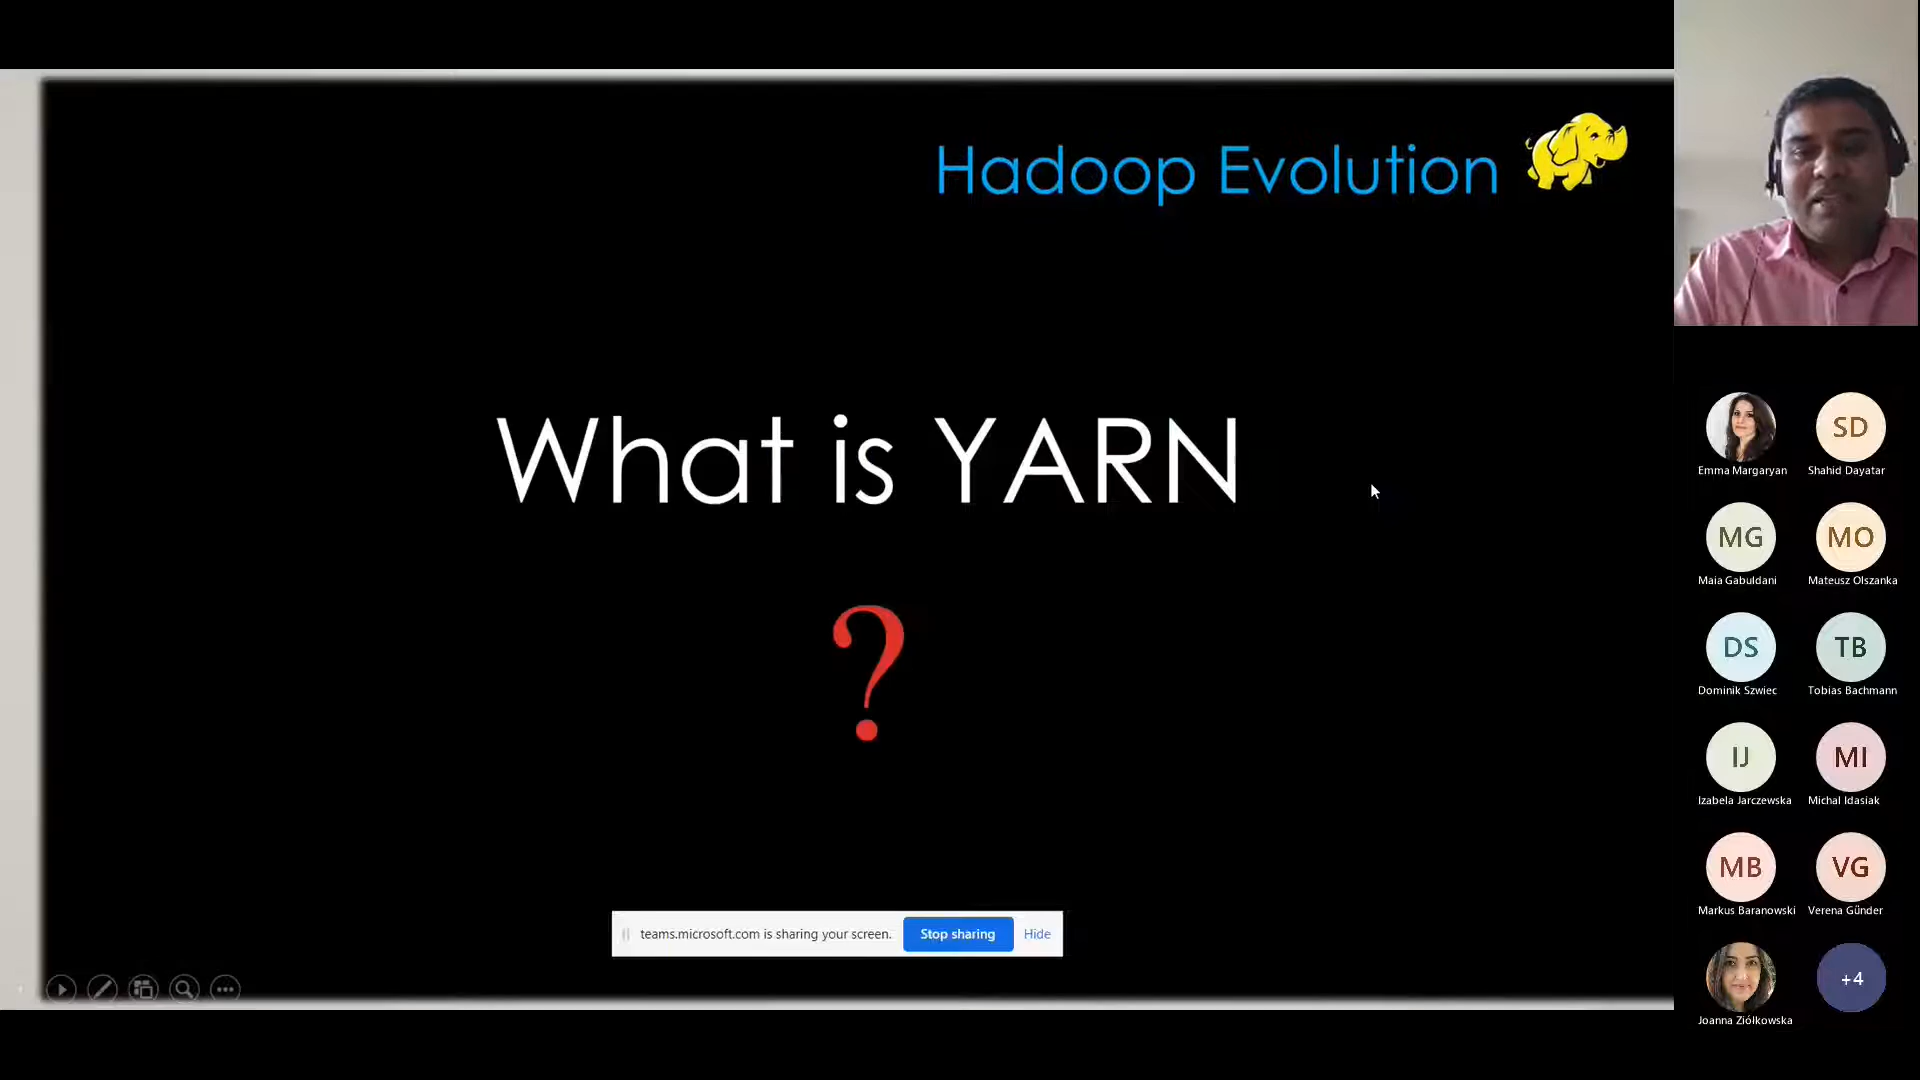 Hadoop Evolution
What is YARN
?
teams.microsoft.com is sharing your screen.
Stop sharing
Hide
Emma Margaryan
SD
Shahid Dayatar
MG
Maia Gabuldani
MO
Mateusz Olszanka
DS
Dominik Szwiec
TB
Tobias Bachmann
IJ
Izabela Jarczewska
MI
Michal Idasiak
MB
Markus Baranowski
VG
Verena Günder
Joanna Ziółkowska
+4